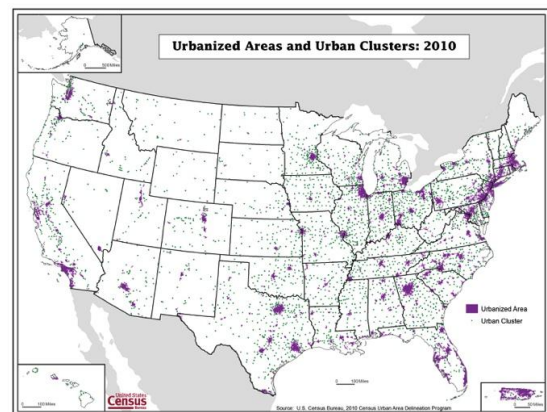 Urbanized Areas and Urban Clusters: 2010
Urbanized Area
Urban Cluster
United States
Census
Bureau
Source: U.S. Census Bureau, 2010 Census Urban Area Delineation Program